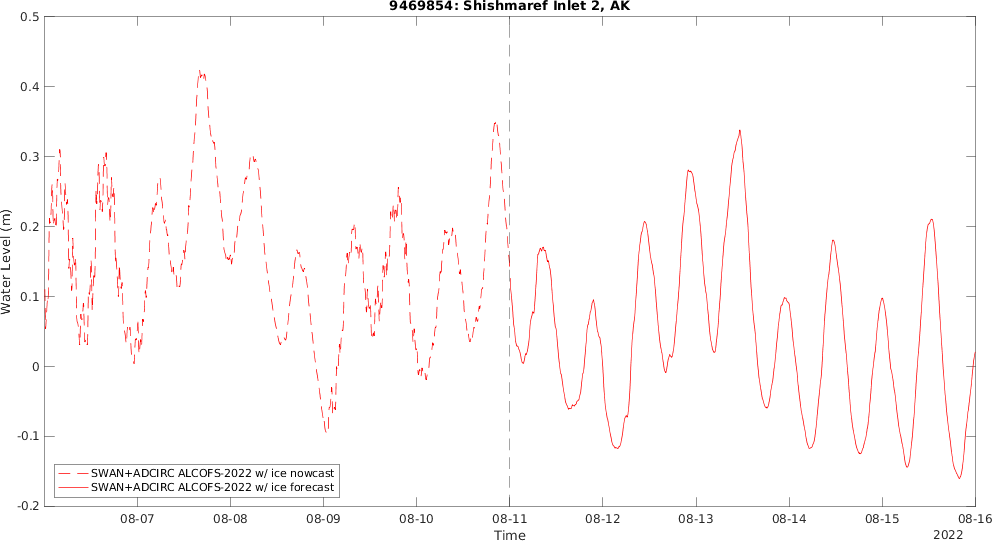 9469854: Shishmaref Inlet 2, AK
Water Level (m)
0.5
0.4
0.3
0.2
0.1
0
-0.1
-0.2
SWAN+ADCIRC ALCOFS-2022 w/ ice nowcast
SWAN+ADCIRC ALCOFS-2022 w/ ice forecast
08-07 08-08 08-09 08-10 08-11 08-12 08-13 08-14 08-15 08-16
Time
2022